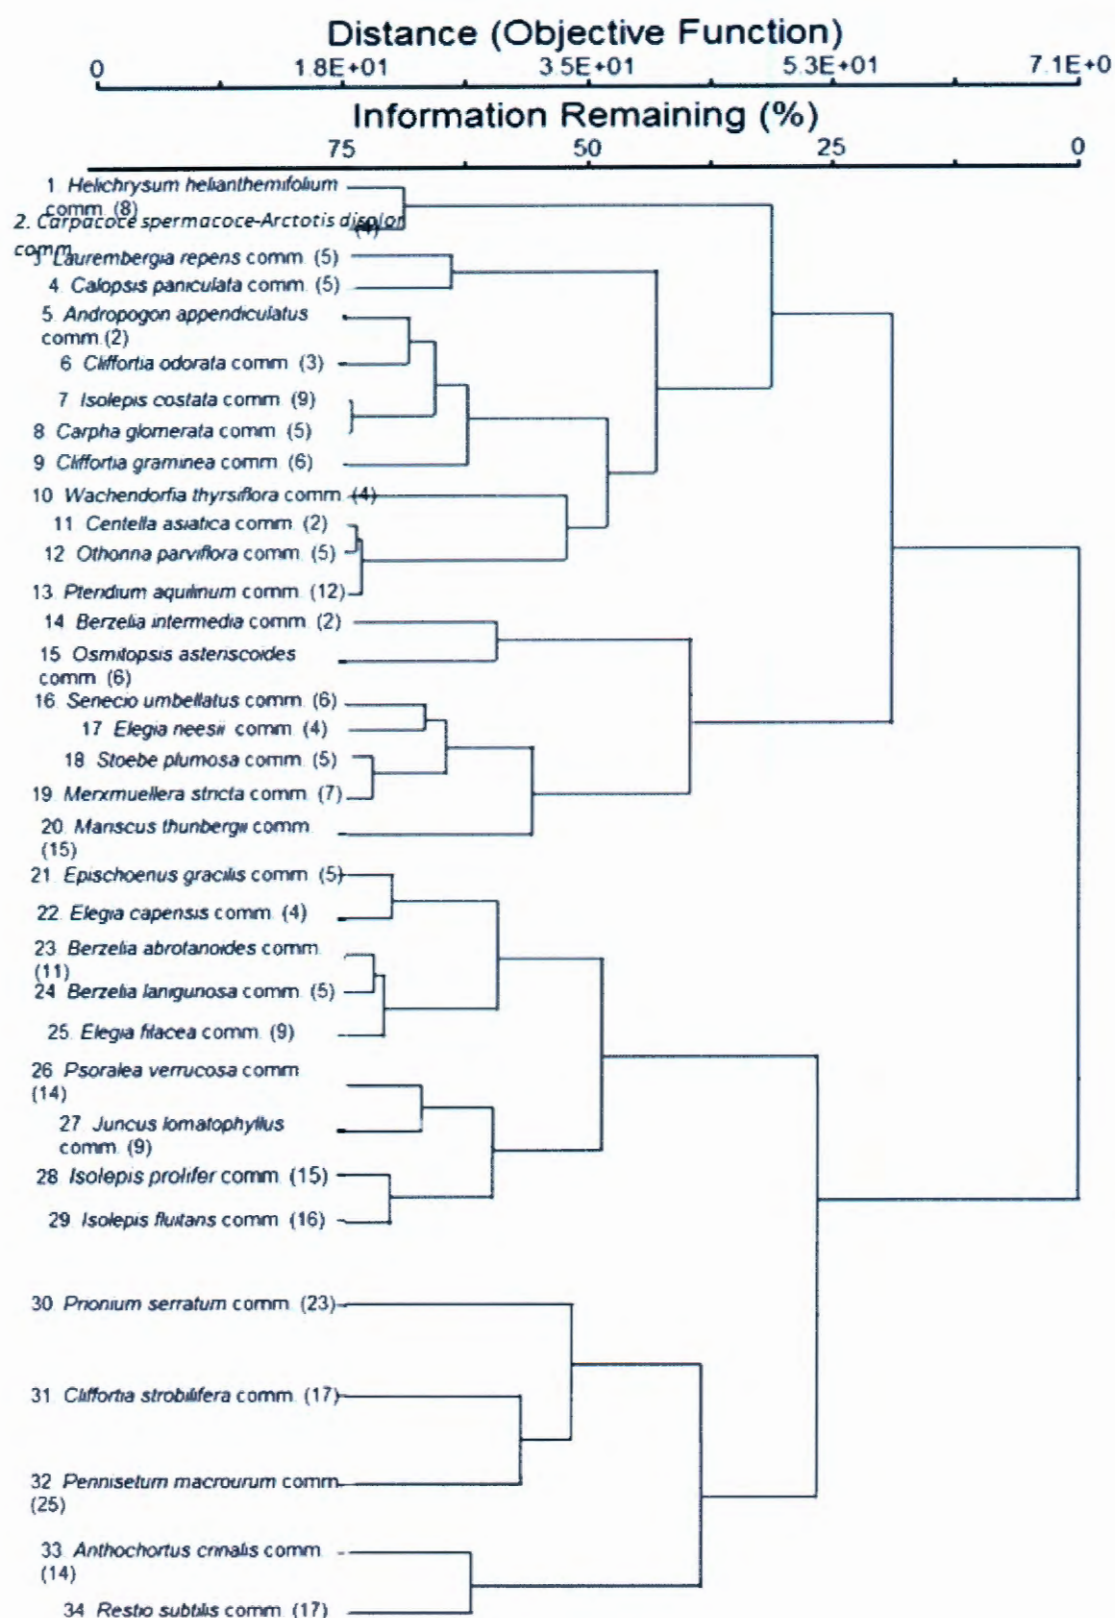 Distance (Objective Function)
0 1.8E+01 3.5E+01 5.3E+01 7.1E+0
Information Remaining (%)
75 50 25 0
1 Helichrysum helianthemifolium
comm. (8)
2. Carpacoce spermacoce-Arctotis displor
(4)
comm
3 Laurembergia repens comm. (5)
4. Calopsis paniculata comm. (5)
5. Andropogon appendiculatus
comm.(2)
6 Cliffortia odorata comm. (3)
7 Isolepis costata comm. (9)
8 Carpha glomerata comm. (5)
9 Cliffortia graminea comm. (6)
10 Wachendorfia thyrsiflora comm. (4)
11 Centella asiatica comm. (2)
12 Othonna parviflora comm. (5)
13 Pteridium aquilinum comm. (12)
14 Berzelia intermedia comm. (2)
15 Osmitopsis asteriscoides
comm. (6)
16. Senecio umbellatus comm. (6)
17 Elegia neesii comm. (4)
18 Stoebe plumosa comm. (5)
19 Merxmuellera stricta comm. (7)
20 Mariscus thunbergii comm.
(15)
21 Epischoenus gracilis comm. (5)
22. Elegia capensis comm. (4)
23 Berzelia abrotanoides comm.
(11)
24 Berzelia lanigunosa comm. (5)
25. Elegia filacea comm. (9)
26 Psoralea verrucosa comm
(14)
27 Juncus lomatophyllus
comm. (9)
28 Isolepis prolifer comm. (15)
29 Isolepis fluitans comm. (16)
30 Prionium serratum comm. (23)
31 Cliffortia strobilifera comm. (17)
32 Pennisetum macrourum comm.
(25)
33 Anthochortus crinalis comm.
(14)
34 Restio subtilis comm. (17)